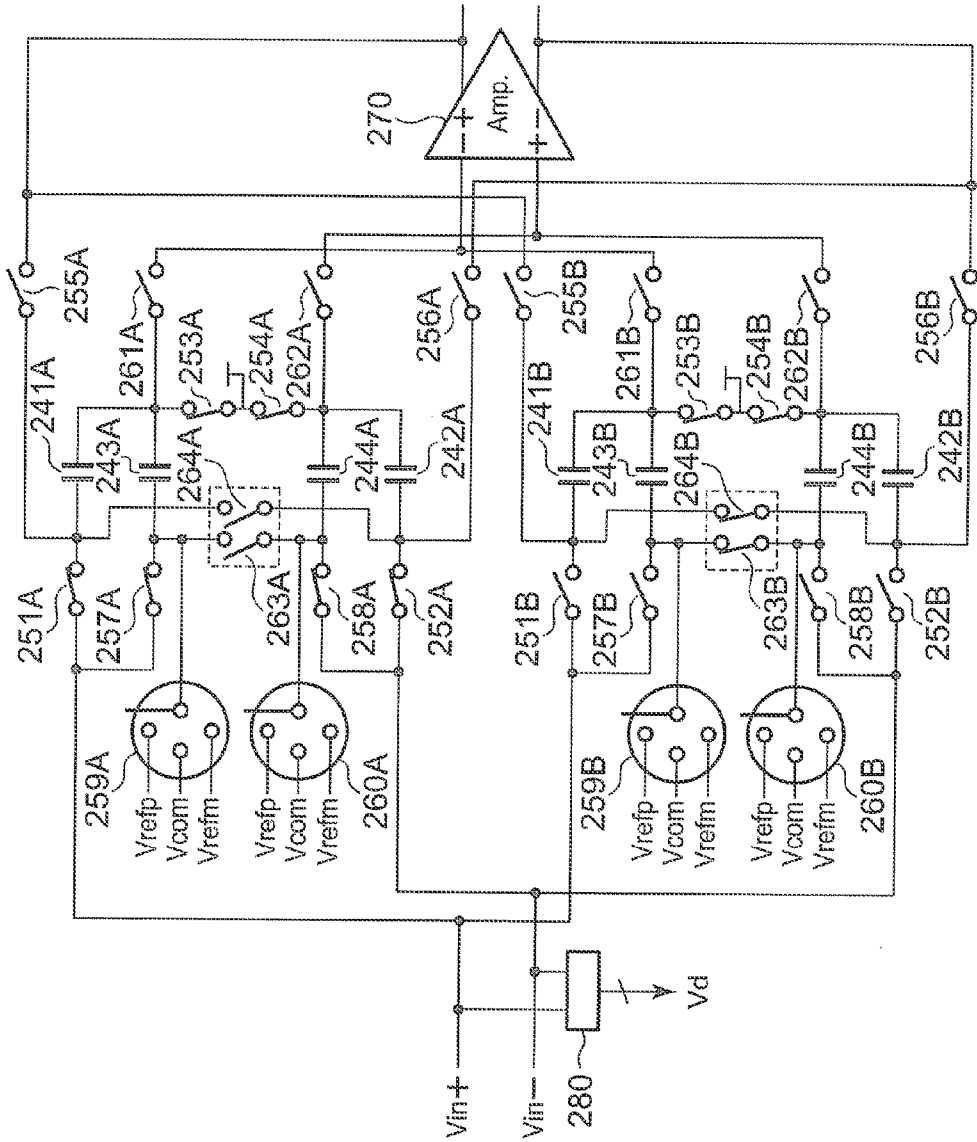 255A
241A
261A
243A
253A
264A
254A
262A
244A
242A
256A
251A
257A
263A
258A
252A
259A
Vrefp
Vcom
Vrefm
Vrefp
Vcom
Vrefm
260A
270
Amp.
+
−
−
+
255B
241B
261B
243B
253B
264B
254B
262B
244B
242B
256B
251B
257B
263B
258B
252B
259B
Vrefp
Vcom
Vrefm
Vrefp
Vcom
Vrefm
260B
Vin+
Vin−
280
Vd